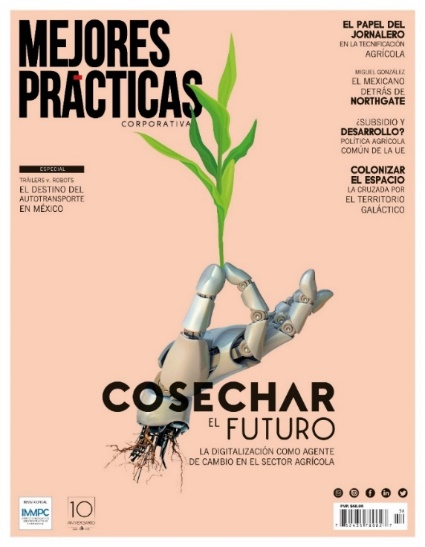 MEJORES
PRÁCTICAS
CORPORATIVA
EL PAPEL DEL
JORNALERO
EN LA TECNIFICACIÓN
AGRÍCOLA
MIGUEL GONZÁLEZ
EL MEXICANO
DETRÁS DE
NORTHGATE
¿SUBSIDIO Y
DESARROLLO?
POLÍTICA AGRÍCOLA
COMÚN DE LA UE
COLONIZAR
EL ESPACIO
LA CRUZADA POR
EL TERRITORIO
GALÁCTICO
ESPECIAL
TRÁILERS v. ROBOTS:
EL DESTINO DEL
AUTOTRANSPORTE
EN MÉXICO
COSECHAR
EL
FUTURO
LA DIGITALIZACIÓN COMO AGENTE
DE CAMBIO EN EL SECTOR AGRÍCOLA
IMMPC
10
ANIVERSARIO